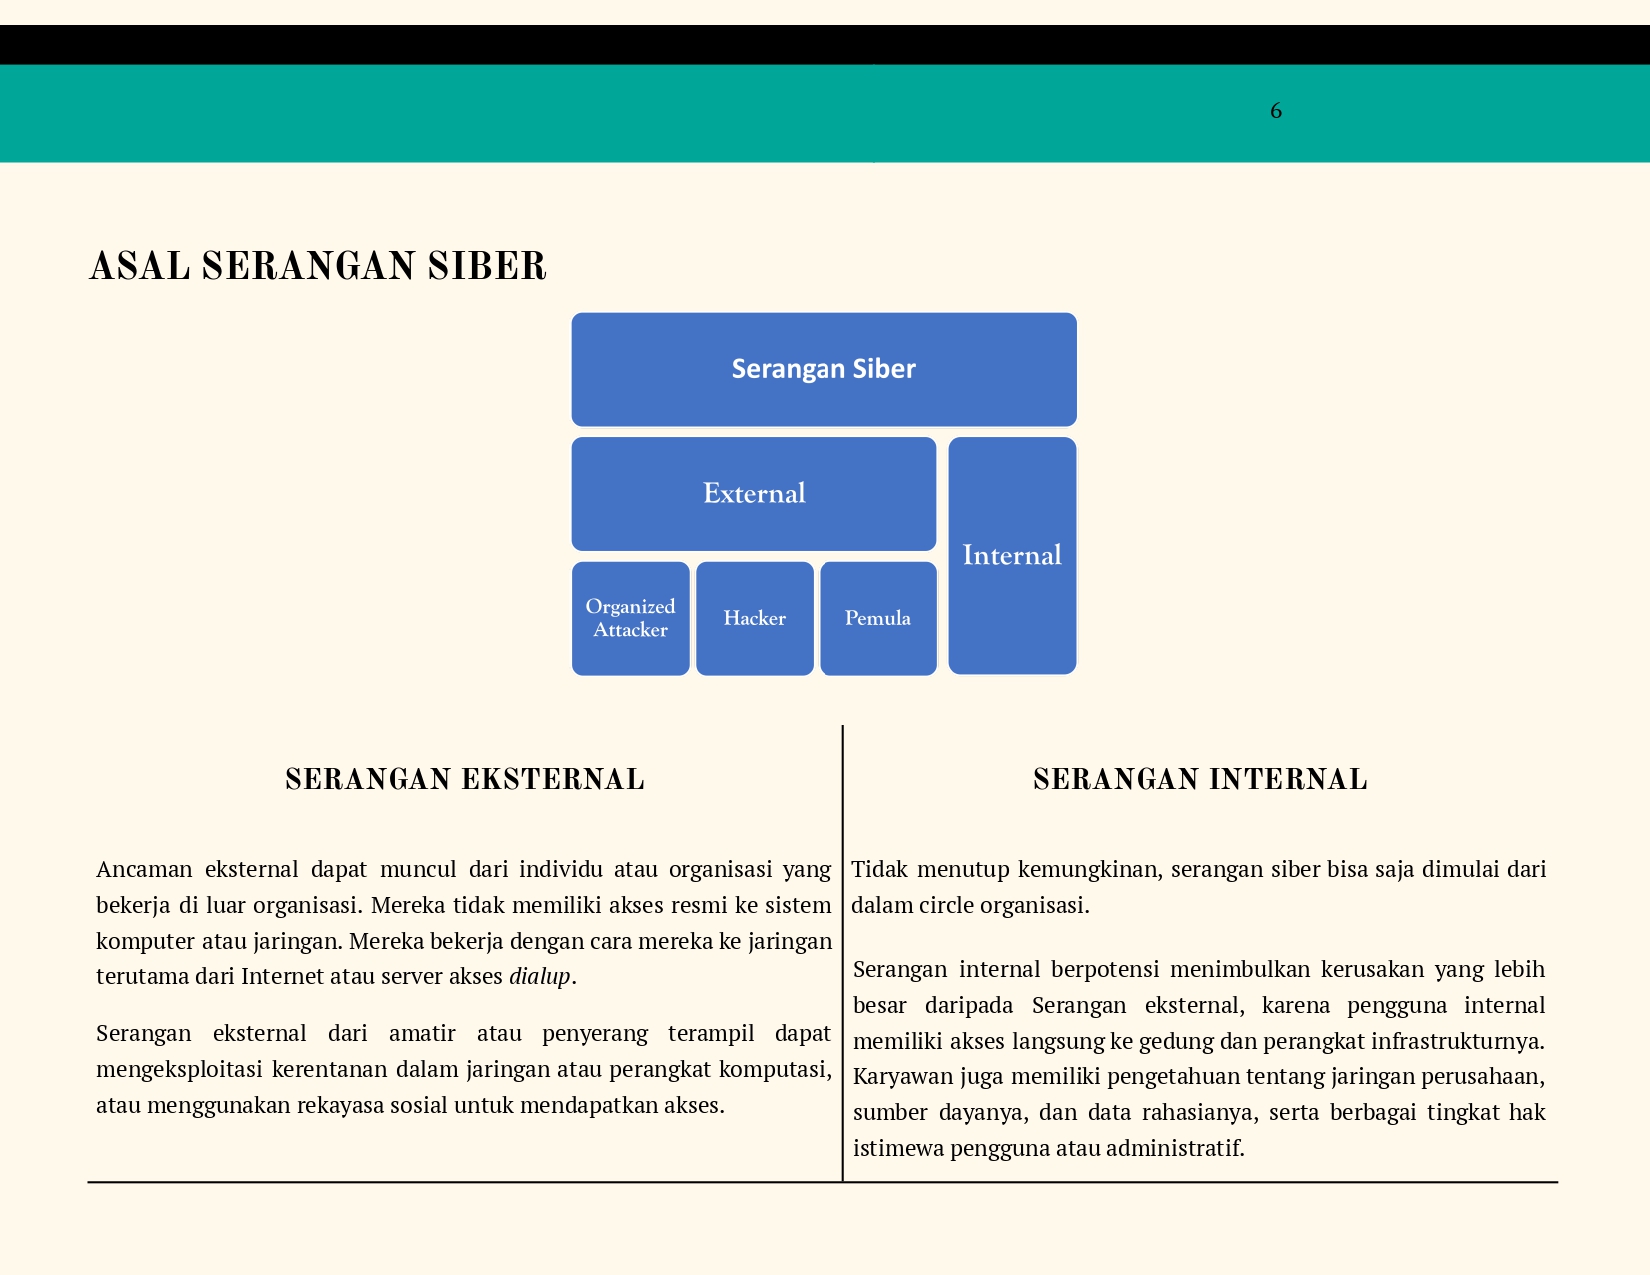 6
ASAL SERANGAN SIBER
Serangan Siber
External
Internal
Organized
Attacker
Hacker
Pemula
SERANGAN EKSTERNAL
Ancaman eksternal dapat muncul dari individu atau organisasi yang
bekerja di luar organisasi. Mereka tidak memiliki akses resmi ke sistem
komputer atau jaringan. Mereka bekerja dengan cara mereka ke jaringan
terutama dari Internet atau server akses dialup.
Serangan eksternal dari amatir atau penyerang terampil dapat
mengeksploitasi kerentanan dalam jaringan atau perangkat komputasi,
atau menggunakan rekayasa sosial untuk mendapatkan akses.
SERANGAN INTERNAL
Tidak menutup kemungkinan, serangan siber bisa saja dimulai dari
dalam circle organisasi.
Serangan internal berpotensi menimbulkan kerusakan yang lebih
besar daripada Serangan eksternal, karena pengguna internal
memiliki akses langsung ke gedung dan perangkat infrastrukturnya.
Karyawan juga memiliki pengetahuan tentang jaringan perusahaan,
sumber dayanya, dan data rahasianya, serta berbagai tingkat hak
istimewa pengguna atau administratif.